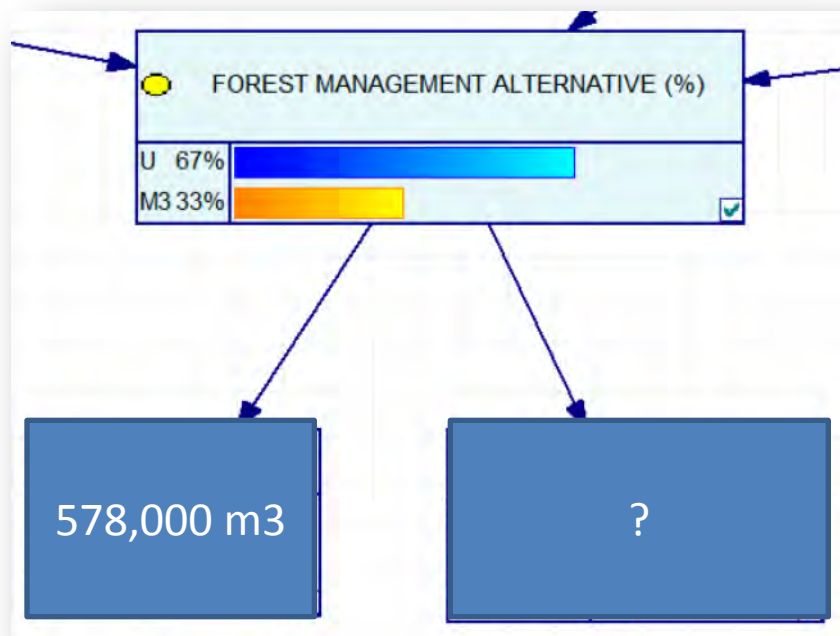 FOREST MANAGEMENT ALTERNATIVE (%)
U 67%
M3 33%
578,000 m3
?